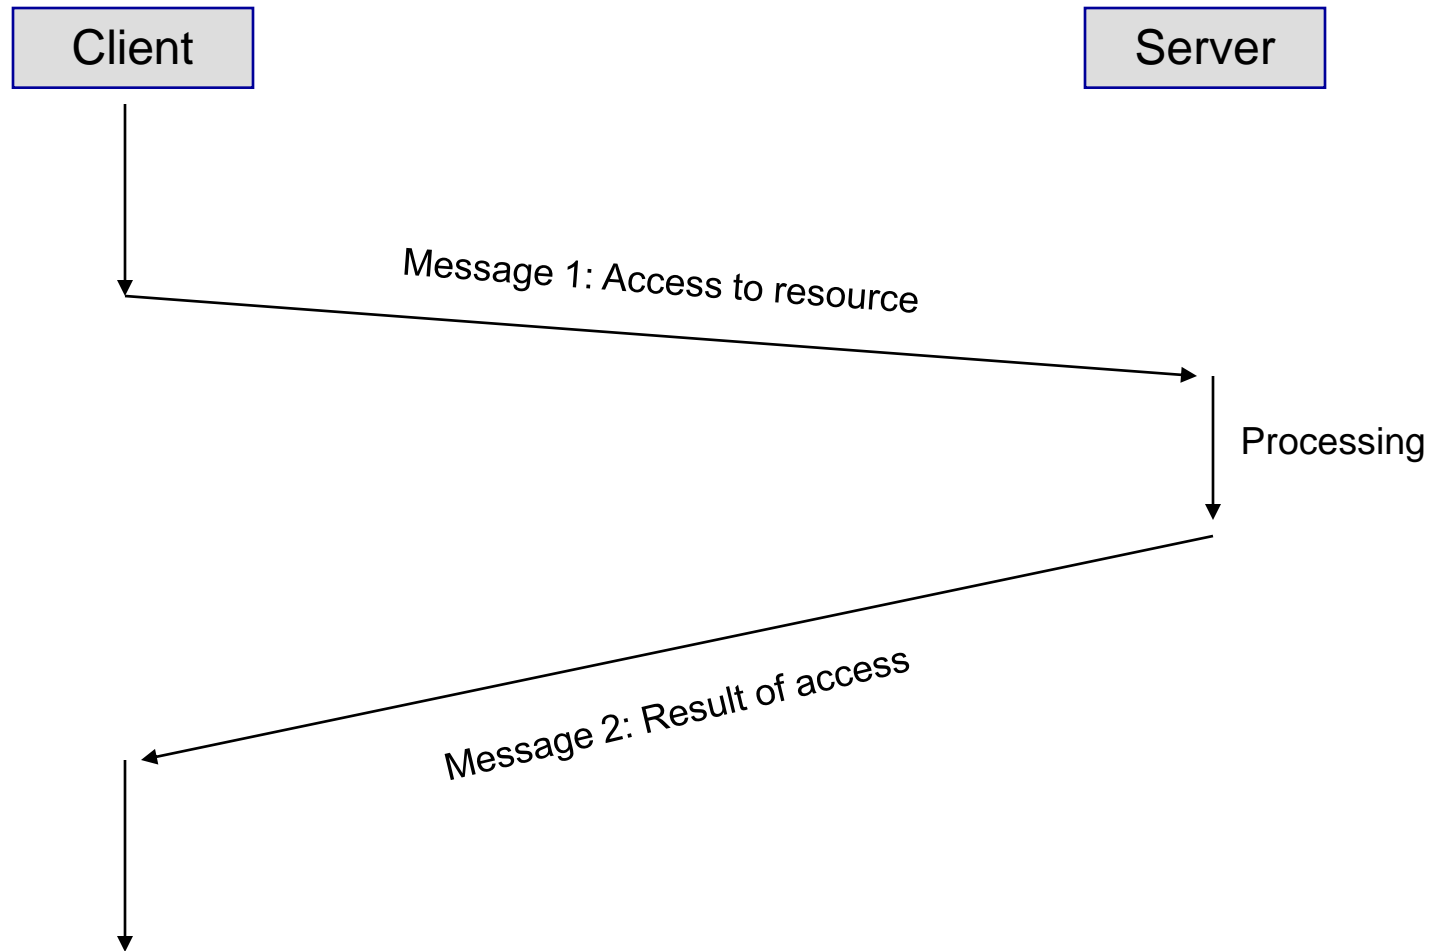 Client
Server
Message 1: Access to resource
Processing
Message 2: Result of access